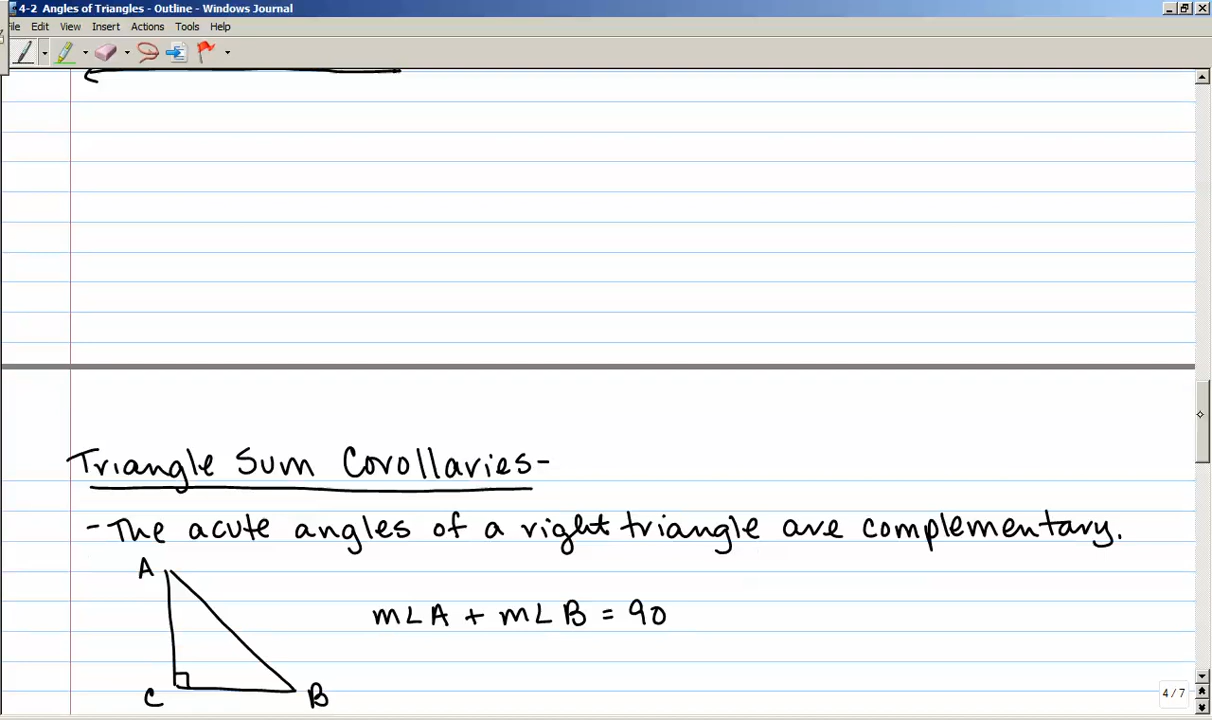 4-2 Angles of Triangles - Outline - Windows Journal
File Edit View Insert Actions Tools Help
Triangle Sum Corollaries-
-The acute angles of a right triangle are complementary.
A
m∠A + m∠B = 90
C B
4 / 7